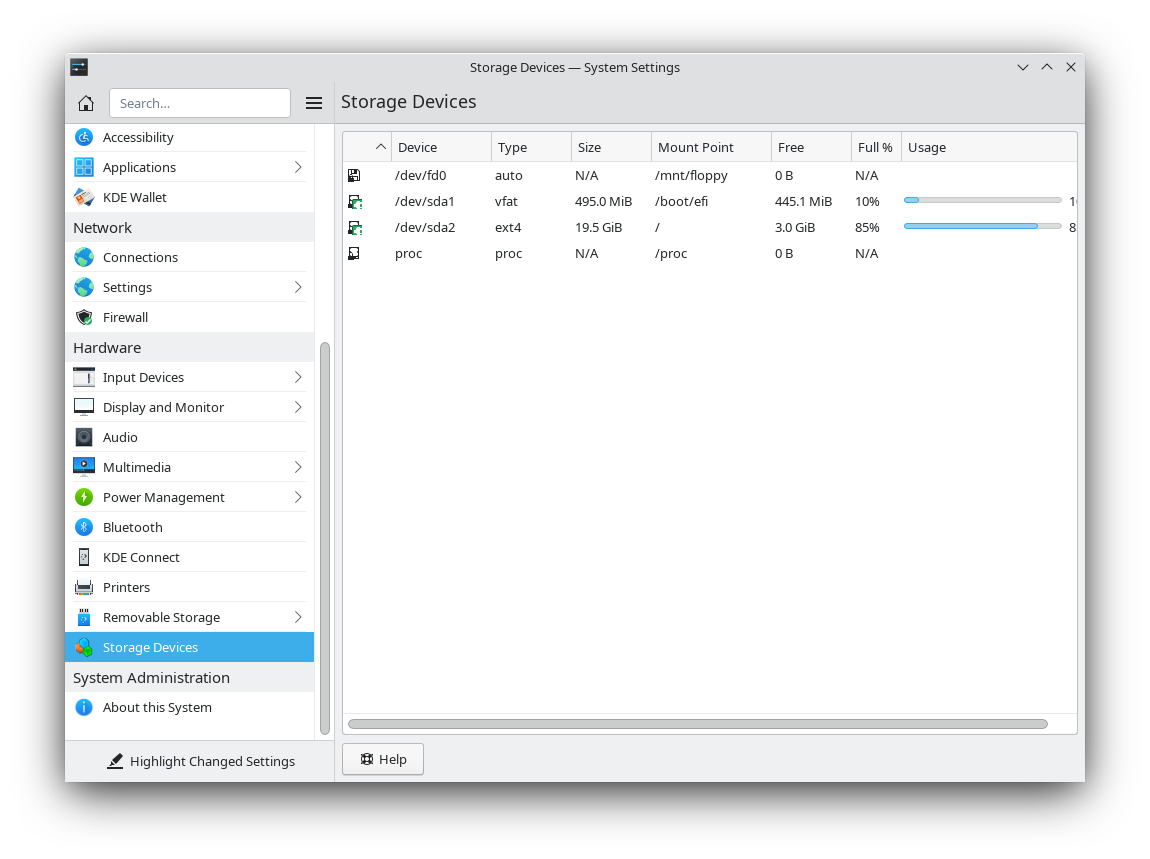 Storage Devices — System Settings
Search...
Storage Devices
Accessibility
Applications
KDE Wallet
Network
Connections
Settings
Firewall
Hardware
Input Devices
Display and Monitor
Audio
Multimedia
Power Management
Bluetooth
KDE Connect
Printers
Removable Storage
Storage Devices
System Administration
About this System
Highlight Changed Settings
Device Type Size Mount Point Free Full % Usage
/dev/fd0 auto N/A /mnt/floppy 0 B N/A
/dev/sda1 vfat 495.0 MiB /boot/efi 445.1 MiB 10%
/dev/sda2 ext4 19.5 GiB / 3.0 GiB 85%
proc proc N/A /proc 0 B N/A
Help